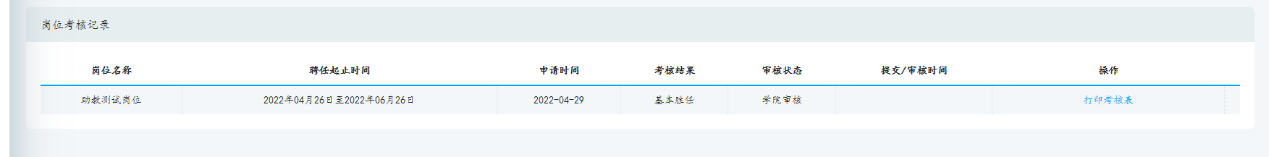 岗位考核记录
岗位名称 聘任起止时间 申请时间 考核结果 审核状态 提交/审核时间 操作
助教测试岗位 2022年04月26日至2022年06月26日 2022-04-29 基本胜任 学院审核 打印考核表